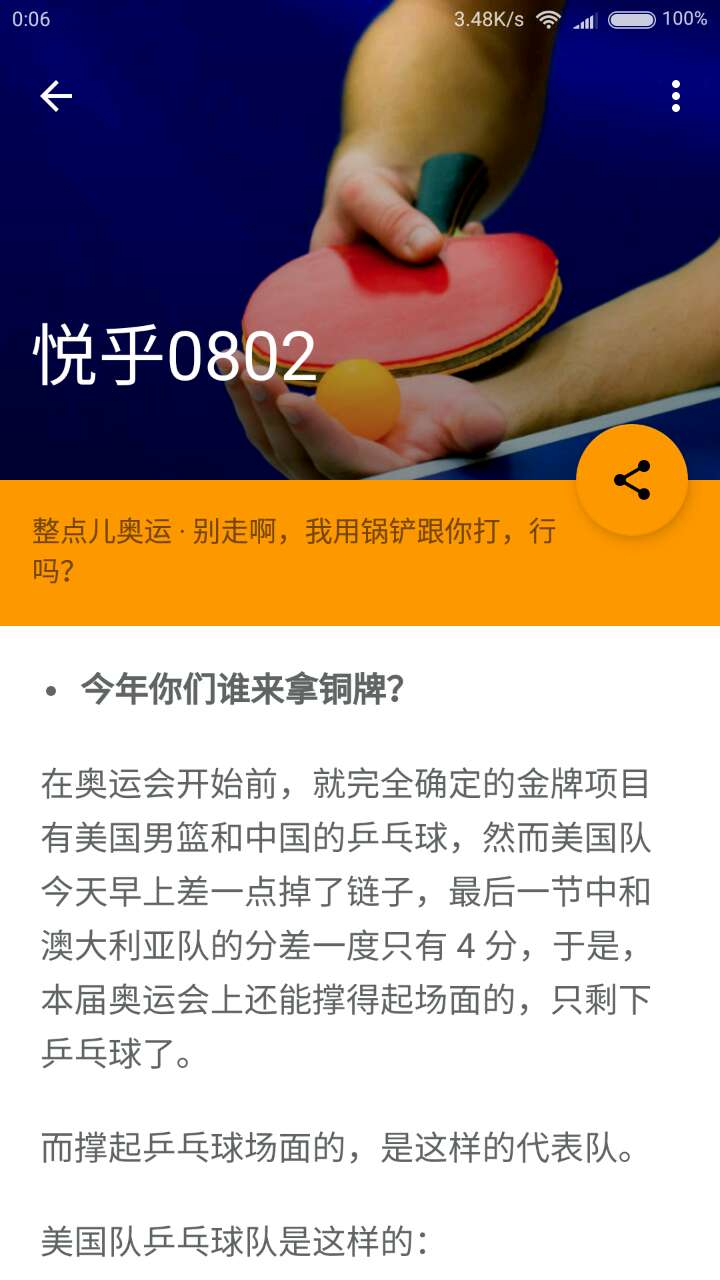 0:06 3.48K/s 100%
悦乎0802
整点儿奥运 · 别走啊，我用锅铲跟你打，行
吗？
• 今年你们谁来拿铜牌？
在奥运会开始前，就完全确定的金牌项目
有美国男篮和中国的乒乓球，然而美国队
今天早上差一点掉了链子，最后一节中和
澳大利亚队的分差一度只有 4 分，于是，
本届奥运会上还能撑得起场面的，只剩下
乒乓球了。
而撑起乒乓球场面的，是这样的代表队。
美国队乒乓球队是这样的：